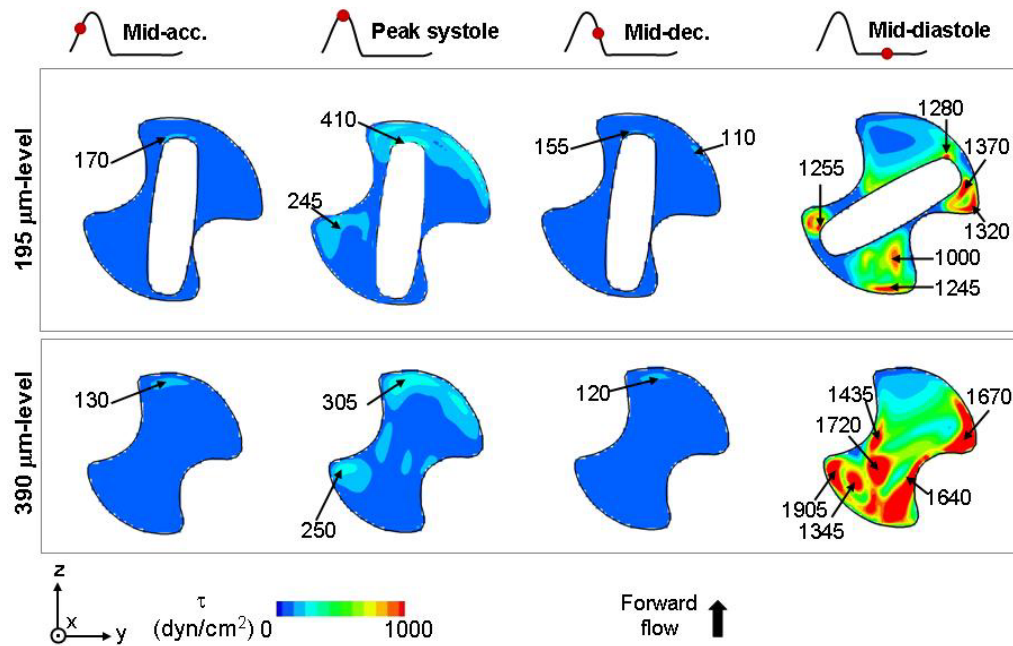 Mid-acc. Peak systole Mid-dec. Mid-diastole
195 μm-level
170
410
245
155
110
1280
1370
1255
1320
1000
1245
390 μm-level
130
305
250
120
1435
1670
1720
1905
1640
1345
z
x
y
τ
(dyn/cm²) 0 1000
Forward
flow